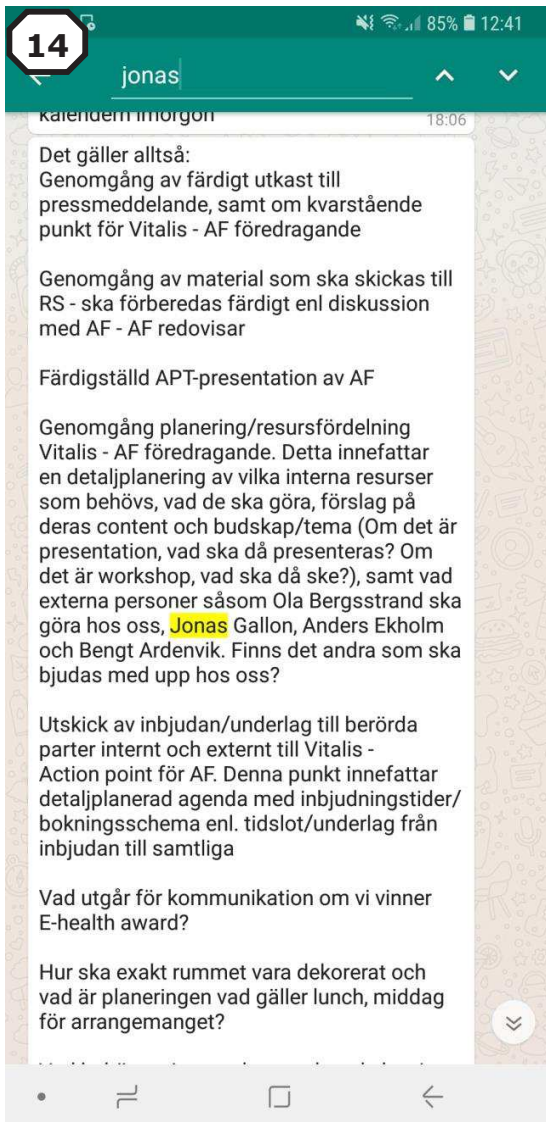 14
85% 12:41
jonas
kalendern imorgon
18:06
Det gäller alltså:
Genomgång av färdigt utkast till
pressmeddelande, samt om kvarstående
punkt för Vitalis - AF föredragande
Genomgång av material som ska skickas till
RS - ska förberedas färdigt enl diskussion
med AF - AF redovisar
Färdigställd APT-presentation av AF
Genomgång planering/resursfördelning
Vitalis - AF föredragande. Detta innefattar
en detaljplanering av vilka interna resurser
som behövs, vad de ska göra, förslag på
deras content och budskap/tema (Om det är
presentation, vad ska då presenteras? Om
det är workshop, vad ska då ske?), samt vad
externa personer såsom Ola Bergsstrand ska
göra hos oss, Jonas Gallon, Anders Ekholm
och Bengt Ardenvik. Finns det andra som ska
bjudas med upp hos oss?
Utskick av inbjudan/underlag till berörda
parter internt och externt till Vitalis -
Action point för AF. Denna punkt innefattar
detaljplanerad agenda med inbjudningstider/
bokningsschema enl. tidslot/underlag från
inbjudan till samtliga
Vad utgår för kommunikation om vi vinner
E-health award?
Hur ska exakt rummet vara dekorerat och
vad är planeringen vad gäller lunch, middag
för arrangemanget?